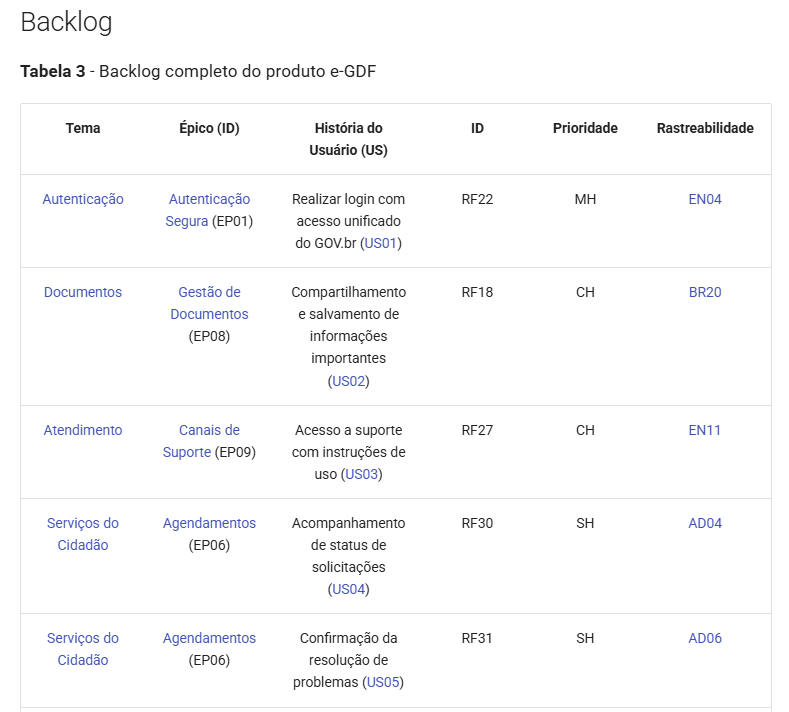 Backlog
Tabela 3 - Backlog completo do produto e-GDF
Tema Épico (ID) História do Usuário (US) ID Prioridade Rastreabilidade
Autenticação Autenticação Segura (EP01) Realizar login com acesso unificado do GOV.br (US01) RF22 MH EN04
Documentos Gestão de Documentos (EP08) Compartilhamento e salvamento de informações importantes (US02) RF18 CH BR20
Atendimento Canais de Suporte (EP09) Acesso a suporte com instruções de uso (US03) RF27 CH EN11
Serviços do Cidadão Agendamentos (EP06) Acompanhamento de status de solicitações (US04) RF30 SH AD04
Serviços do Cidadão Agendamentos (EP06) Confirmação da resolução de problemas (US05) RF31 SH AD06